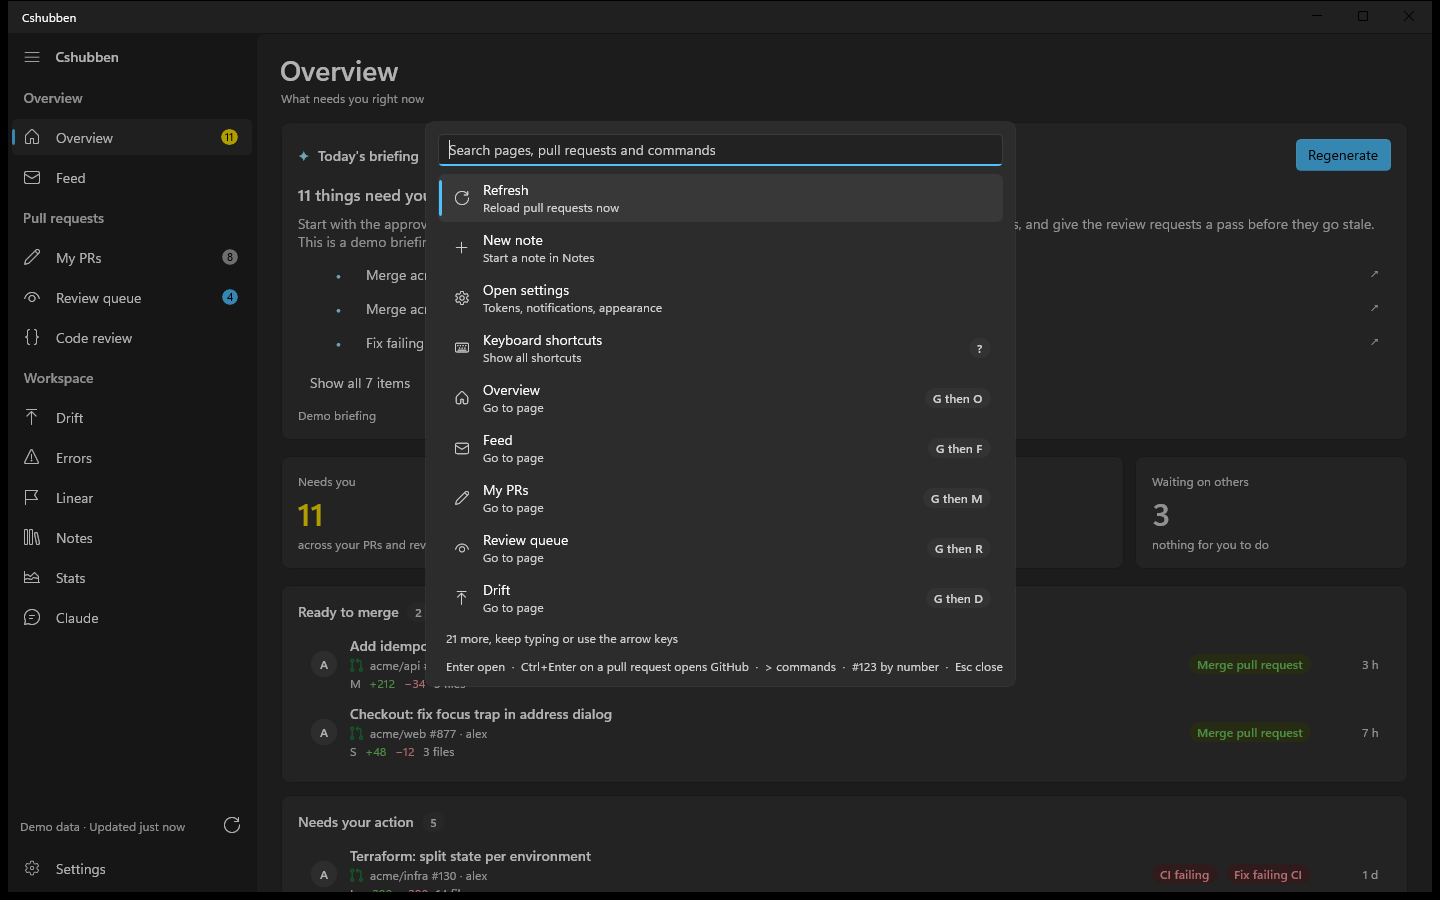 Cshubben
Cshubben
Overview
Overview 11
Feed
Pull requests
My PRs 8
Review queue 4
Code review
Workspace
Drift
Errors
Linear
Notes
Stats
Claude
Demo data · Updated just now
Settings
Overview
What needs you right now
Today's briefing
Regenerate
11 things need you
Start with the approv
s, and give the review requests a pass before they go stale.
This is a demo briefin
Merge ac
Merge ac
Fix failing
Show all 7 items
Demo briefing
Needs you
11
across your PRs and rev
Waiting on others
3
nothing for you to do
Ready to merge 2
A
Add idempo
acme/api #
M +212 −34
Merge pull request
3 h
A
Checkout: fix focus trap in address dialog
acme/web #877 · alex
S +48 −12 3 files
Merge pull request
7 h
Needs your action 5
A
Terraform: split state per environment
acme/infra #130 · alex
CI failing
Fix failing CI
1 d
Search pages, pull requests and commands
Refresh
Reload pull requests now
New note
Start a note in Notes
Open settings
Tokens, notifications, appearance
Keyboard shortcuts
Show all shortcuts
?
Overview
Go to page
G then O
Feed
Go to page
G then F
My PRs
Go to page
G then M
Review queue
Go to page
G then R
Drift
Go to page
G then D
21 more, keep typing or use the arrow keys
Enter open · Ctrl+Enter on a pull request opens GitHub · > commands · #123 by number · Esc close